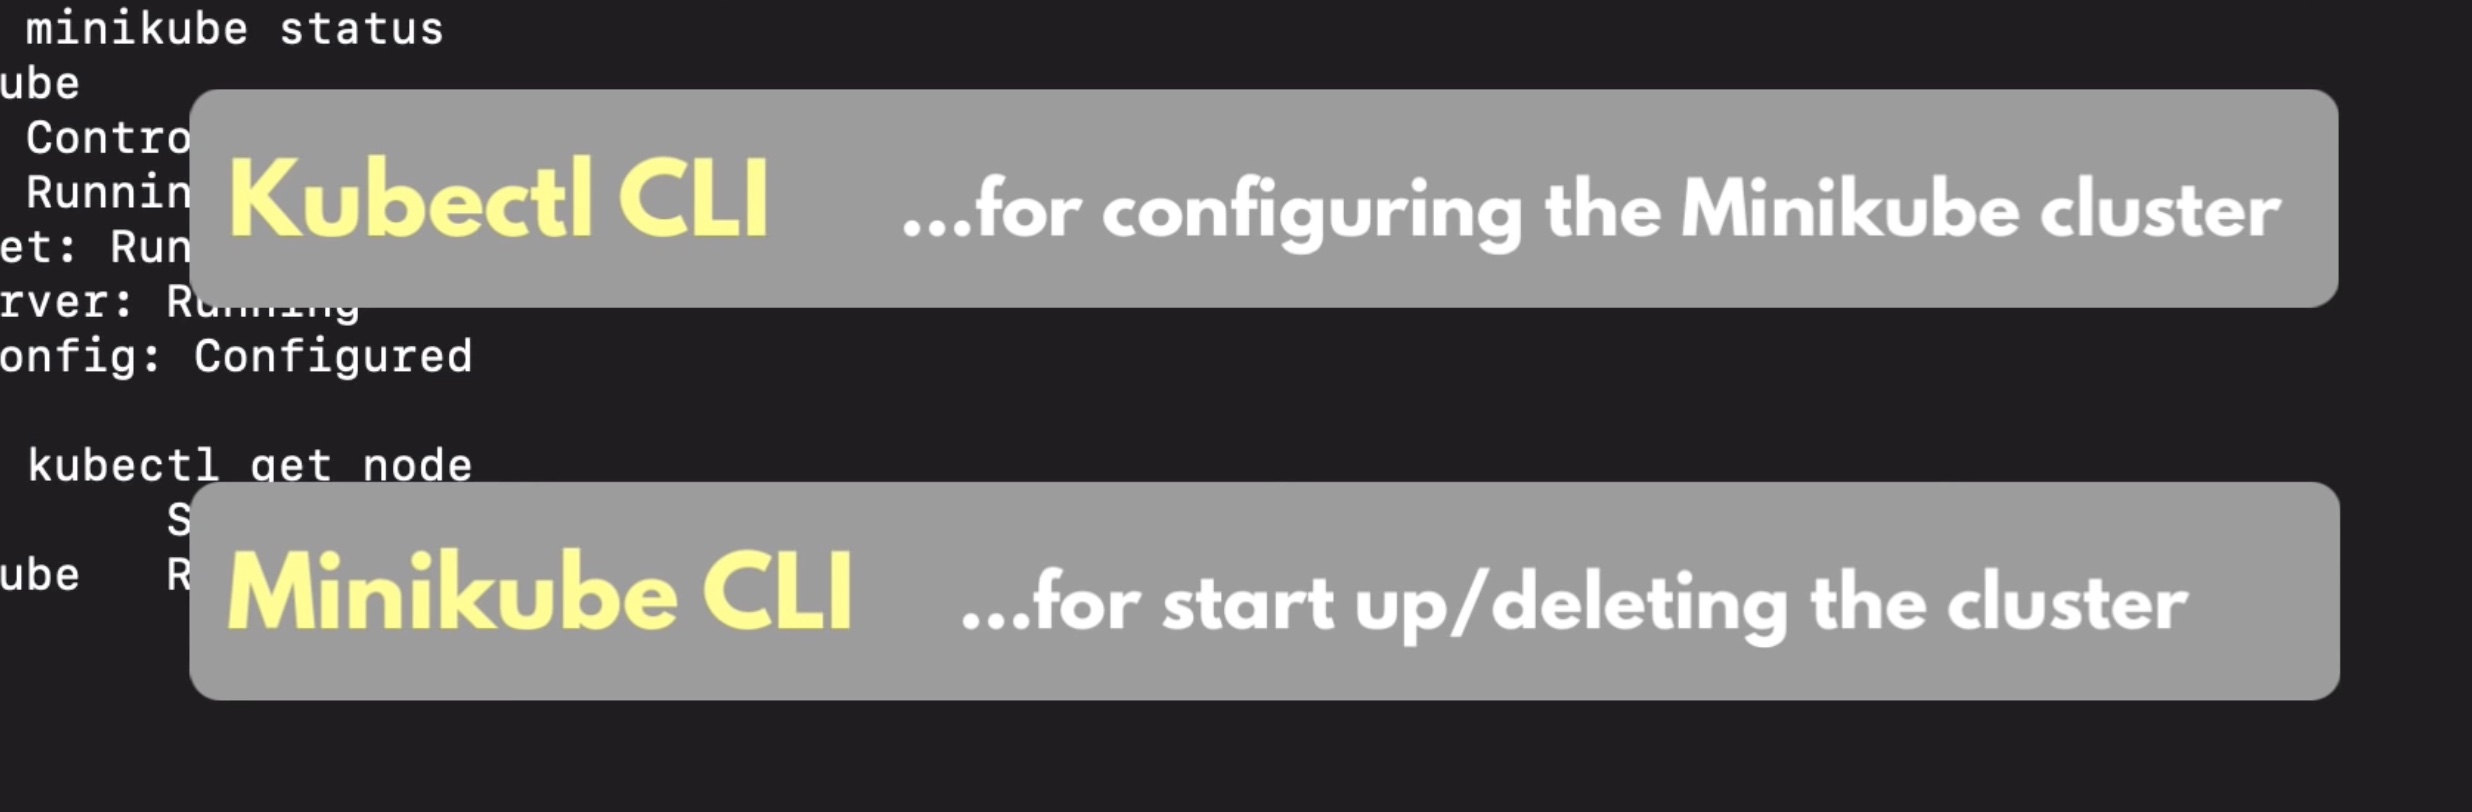 minikube status
ube
Contro
Runnin
Kubectl CLI ...for configuring the Minikube cluster
et: Run
rver: Running
onfig: Configured
kubectl get node
S
Minikube CLI ...for start up/deleting the cluster
ube R